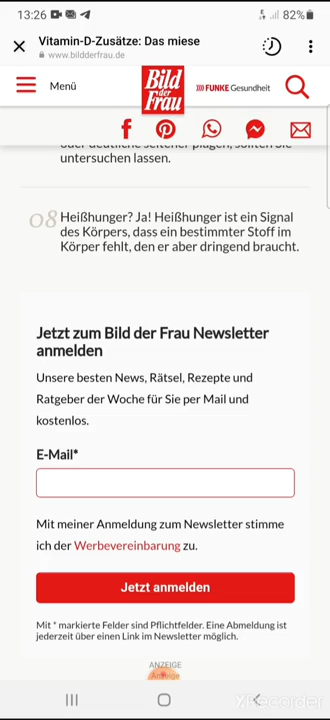 13:26 82%
Vitamin-D-Zusätze: Das miese
www.bildderfrau.de
Menü
Bild
der
Frau
FUNKE Gesundheit
untersuchen lassen.
08 Heißhunger? Ja! Heißhunger ist ein Signal
des Körpers, dass ein bestimmter Stoff im
Körper fehlt, den er aber dringend braucht.
Jetzt zum Bild der Frau Newsletter
anmelden
Unsere besten News, Rätsel, Rezepte und
Ratgeber der Woche für Sie per Mail und
kostenlos.
E-Mail*
Mit meiner Anmeldung zum Newsletter stimme
ich der Werbevereinbarung zu.
Jetzt anmelden
Mit * markierte Felder sind Pflichtfelder. Eine Abmeldung ist
jederzeit über einen Link im Newsletter möglich.
ANZEIGE
Anzeige
XRecorder